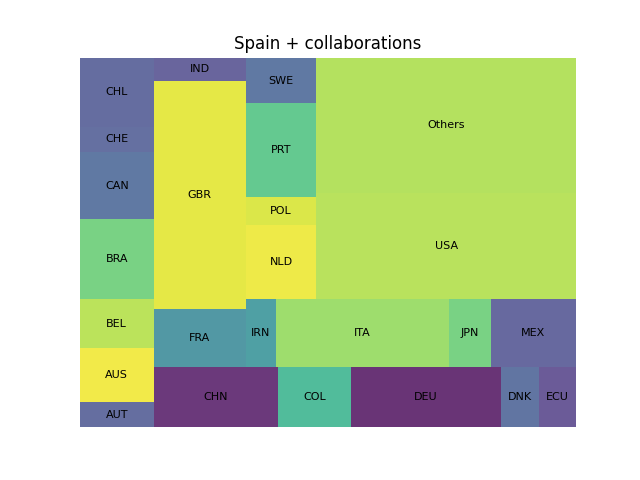 Spain + collaborations
CHL
CHE
CAN
BRA
BEL
AUS
AUT
IND
GBR
FRA
SWE
PRT
POL
NLD
Others
USA
IRN
ITA
JPN
MEX
CHN
COL
DEU
DNK
ECU